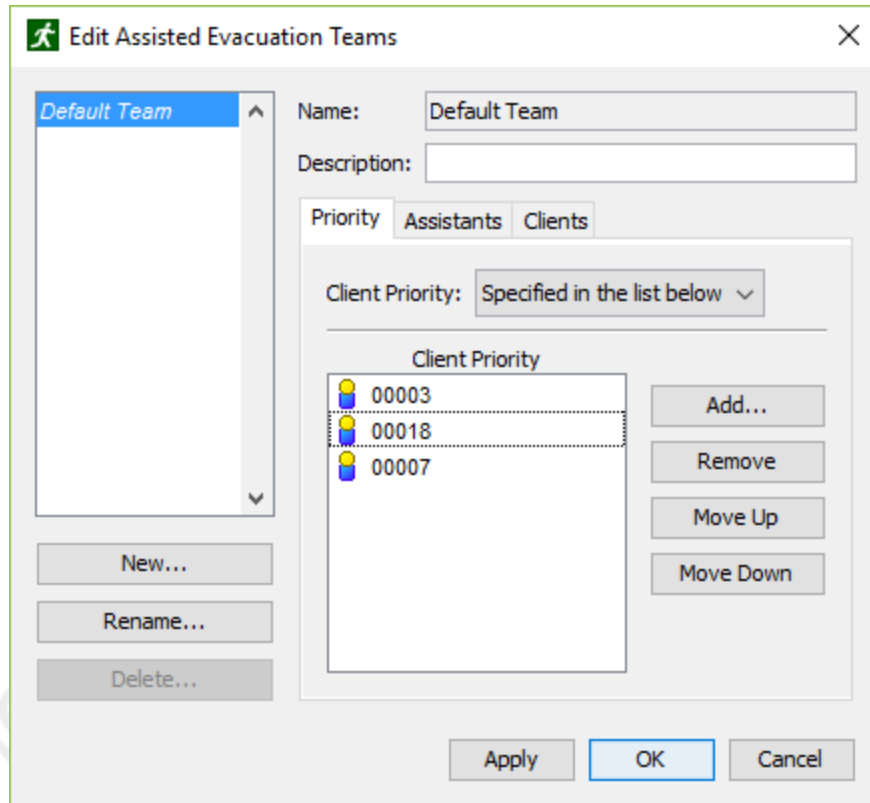 Edit Assisted Evacuation Teams
Default Team
Name: Default Team
Description:
Priority Assistants Clients
Client Priority: Specified in the list below
Client Priority
00003
00018
00007
Add...
Remove
Move Up
Move Down
New...
Rename...
Delete...
Apply OK Cancel